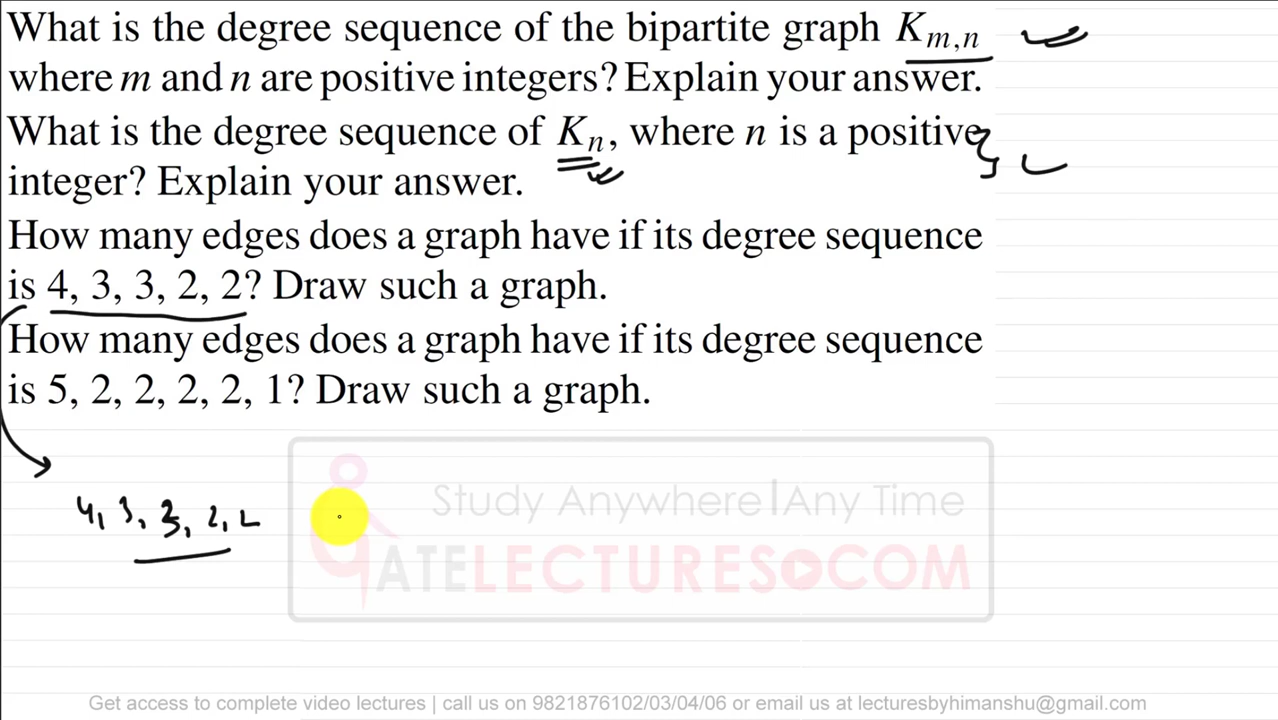 What is the degree sequence of the bipartite graph K_{m,n}
where m and n are positive integers? Explain your answer.
What is the degree sequence of K_n, where n is a positive
integer? Explain your answer.
How many edges does a graph have if its degree sequence
is 4, 3, 3, 2, 2? Draw such a graph.
How many edges does a graph have if its degree sequence
is 5, 2, 2, 2, 2, 1? Draw such a graph.
4, 3, 3, 2, 2
Study Anywhere|Any Time
GATELECTURES.COM
Get access to complete video lectures | call us on 9821876102/03/04/06 or email us at lecturesbyhimanshu@gmail.com